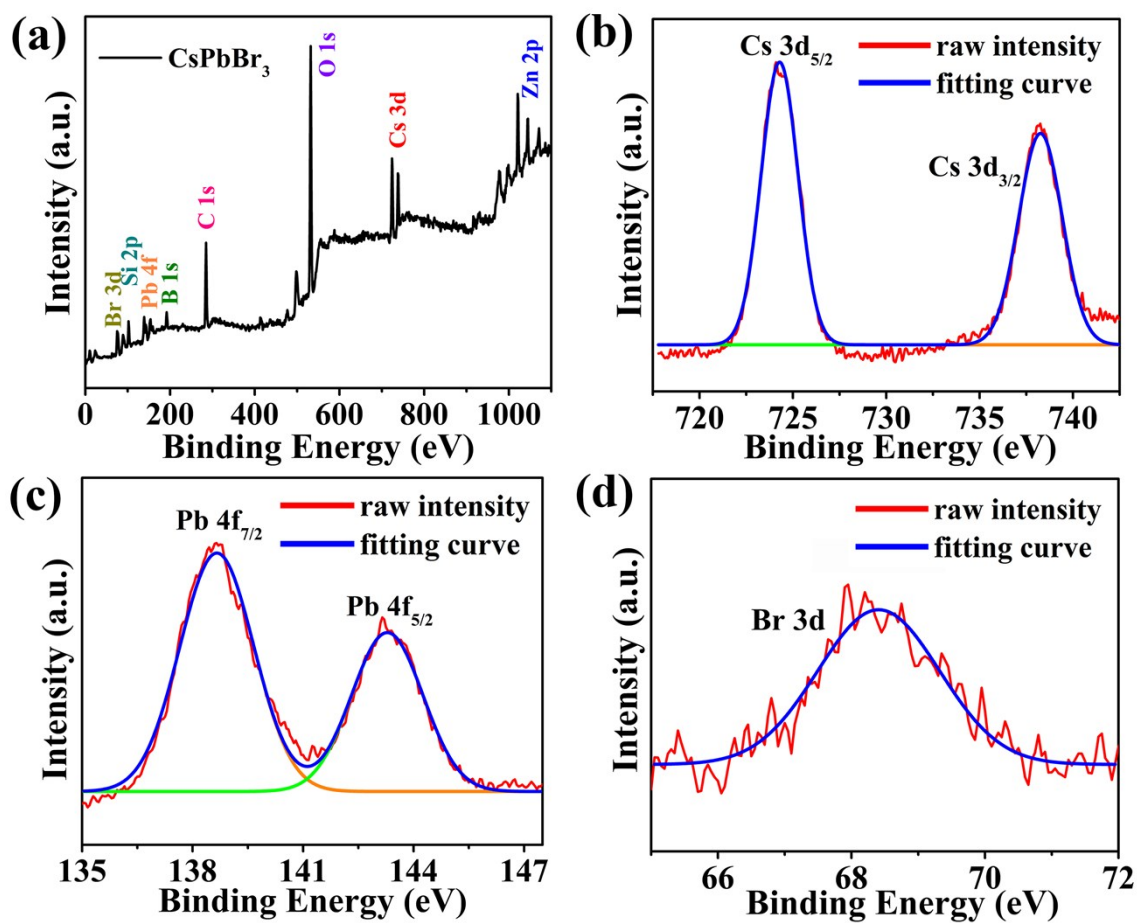 (a)
CsPbBr₃
Br 3d
Si 2p
Pb 4f
B 1s
C 1s
O 1s
Cs 3d
Zn 2p
Intensity (a.u.)
0 200 400 600 800 1000
Binding Energy (eV)
(b)
Cs 3d₅/₂
raw intensity
fitting curve
Cs 3d₃/₂
Intensity (a.u.)
720 725 730 735 740
Binding Energy (eV)
(c)
Pb 4f₇/₂
raw intensity
fitting curve
Pb 4f₅/₂
Intensity (a.u.)
135 138 141 144 147
Binding Energy (eV)
(d)
raw intensity
fitting curve
Br 3d
Intensity (a.u.)
66 68 70 72
Binding Energy (eV)